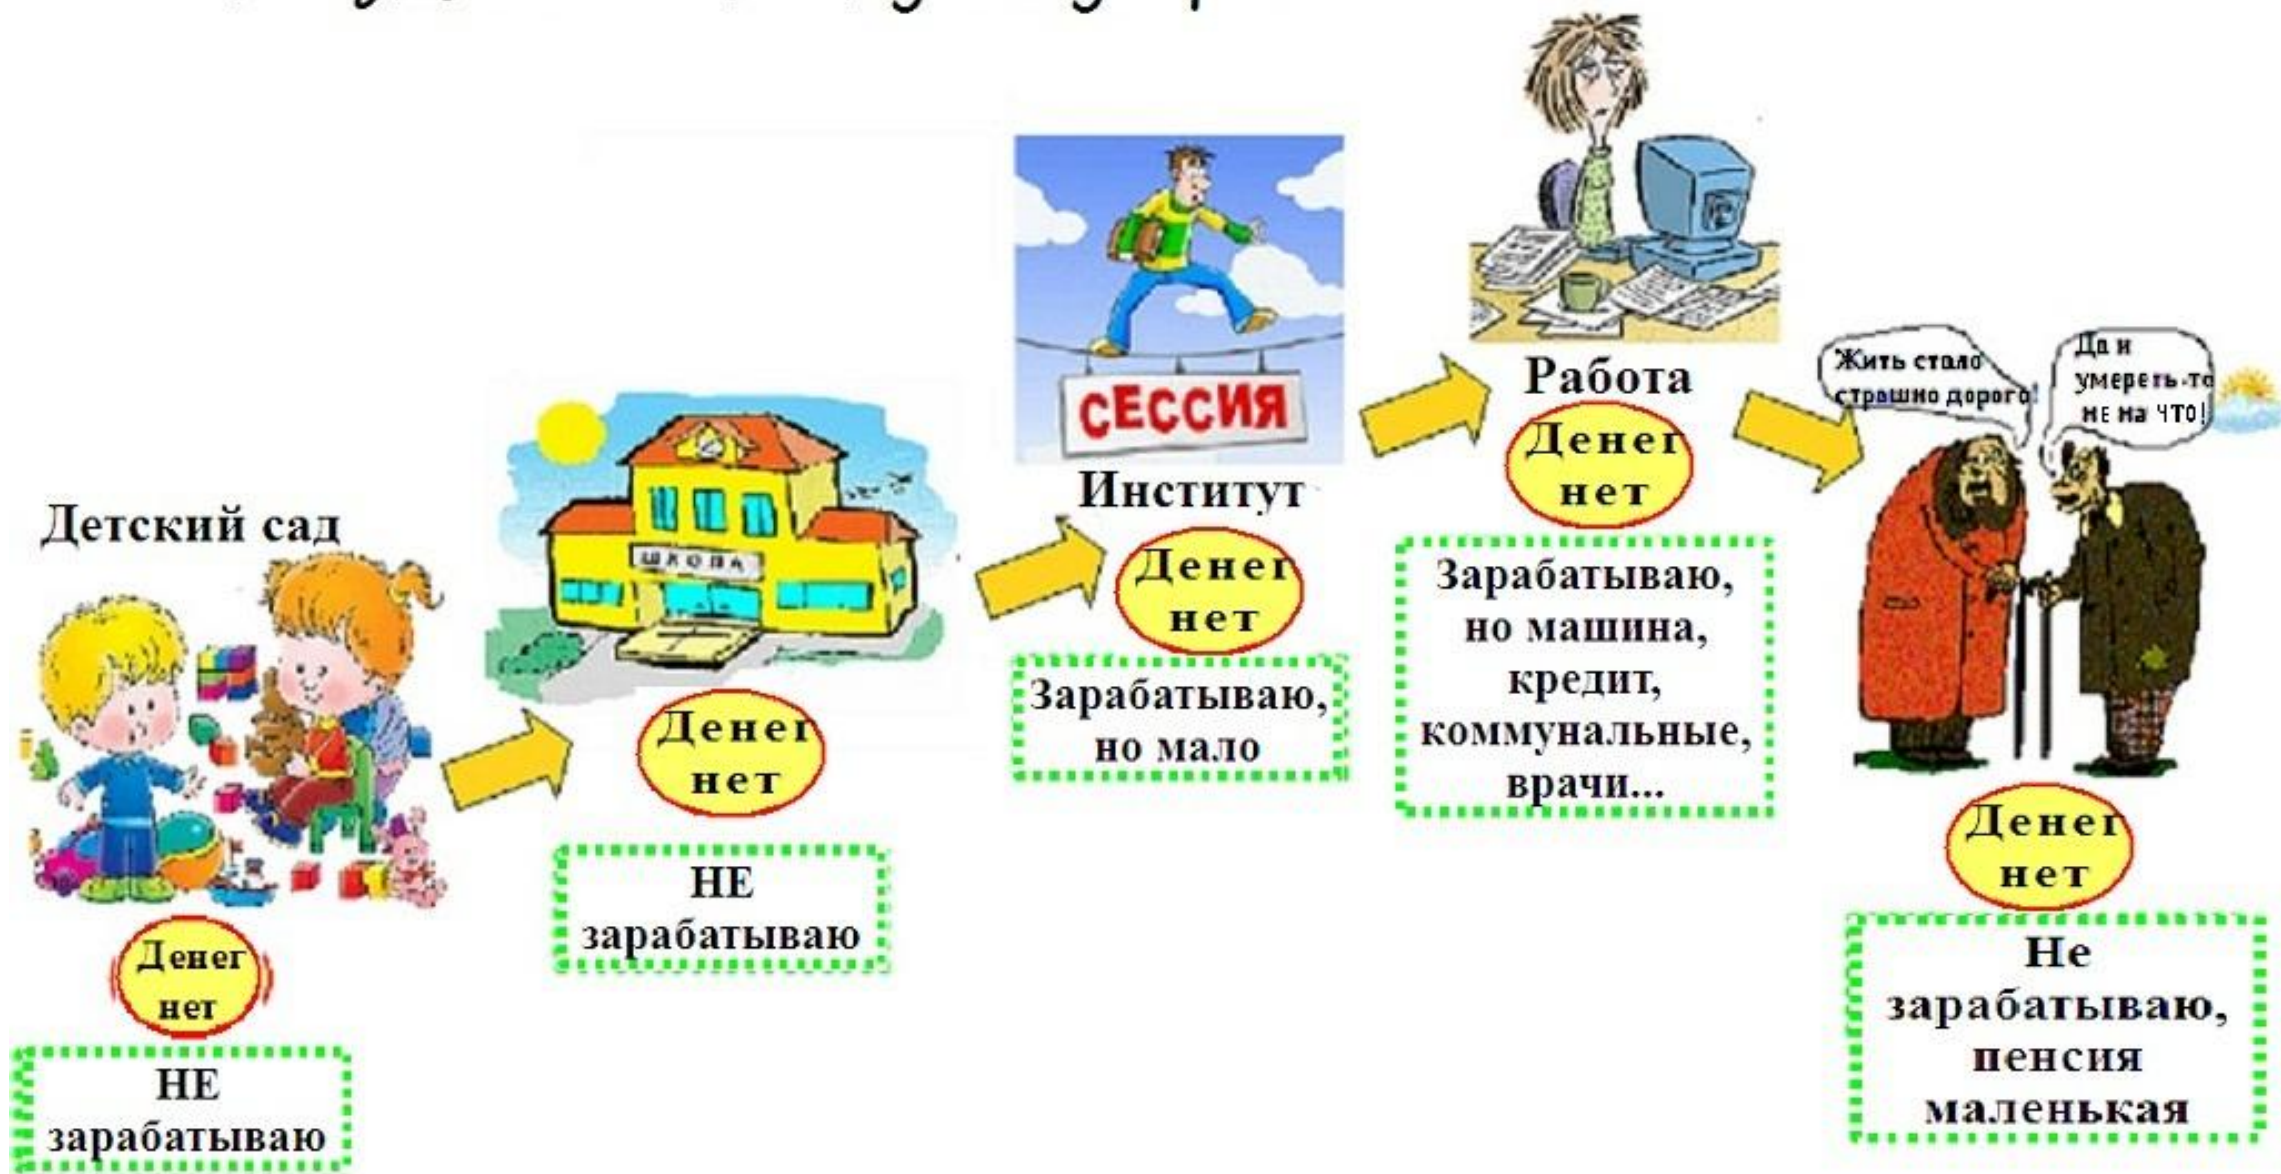 Детский сад
Денег
нет
НЕ
зарабатываю
ШКОЛА
Денег
нет
НЕ
зарабатываю
СЕССИЯ
Институт
Денег
нет
Зарабатываю,
но мало
Работа
Денег
нет
Зарабатываю,
но машина,
кредит,
коммунальные,
врачи...
Жить стало
страшно дорого!
Да и
умереть-то
не на что!
Денег
нет
Не
зарабатываю,
пенсия
маленькая